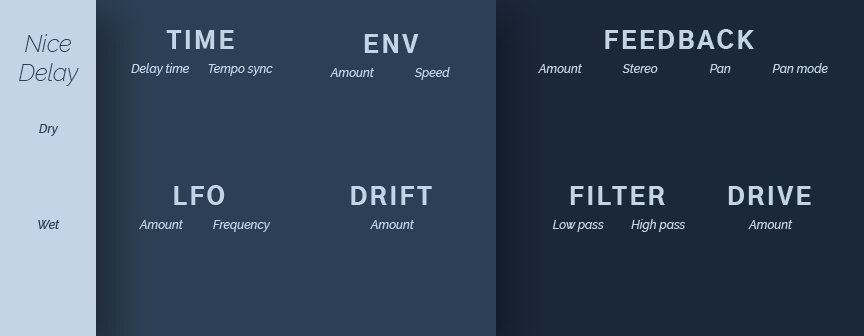 Nice
Delay
Dry
Wet
TIME
Delay time Tempo sync
ENV
Amount Speed
LFO
Amount Frequency
DRIFT
Amount
FEEDBACK
Amount Stereo Pan Pan mode
FILTER
Low pass High pass
DRIVE
Amount